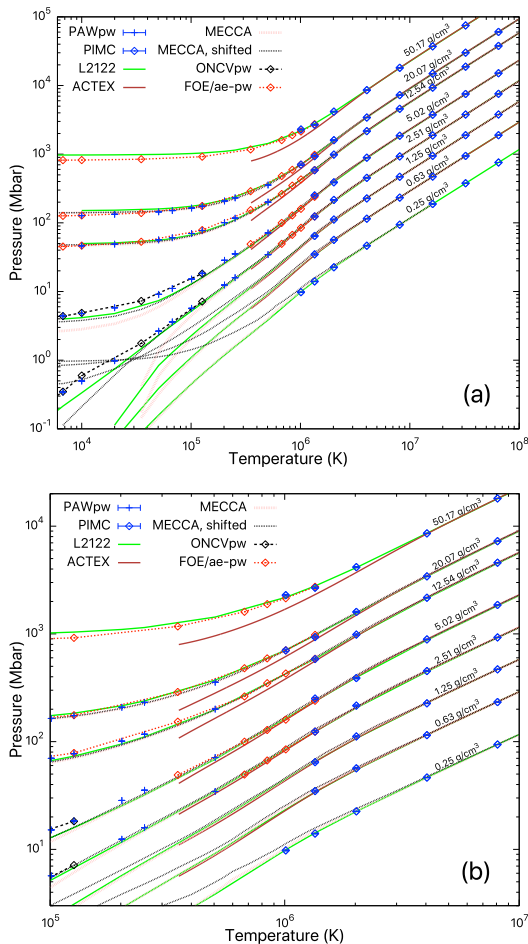 10^5
10^4
10^3
10^2
10^1
10^0
10^-1
Pressure (Mbar)
PAWpw
PIMC
L2122
ACTEX
MECCA
MECCA, shifted
ONCVpw
FOE/ae-pw
50.17 g/cm^3
20.07 g/cm^3
12.54 g/cm^3
5.02 g/cm^3
2.51 g/cm^3
1.25 g/cm^3
0.63 g/cm^3
0.25 g/cm^3
(a)
10^4 10^5 10^6 10^7 10^8
Temperature (K)
10^4
10^3
10^2
10^1
Pressure (Mbar)
PAWpw
PIMC
L2122
ACTEX
MECCA
MECCA, shifted
ONCVpw
FOE/ae-pw
50.17 g/cm^3
20.07 g/cm^3
12.54 g/cm^3
5.02 g/cm^3
2.51 g/cm^3
1.25 g/cm^3
0.63 g/cm^3
0.25 g/cm^3
(b)
10^5 10^6 10^7
Temperature (K)